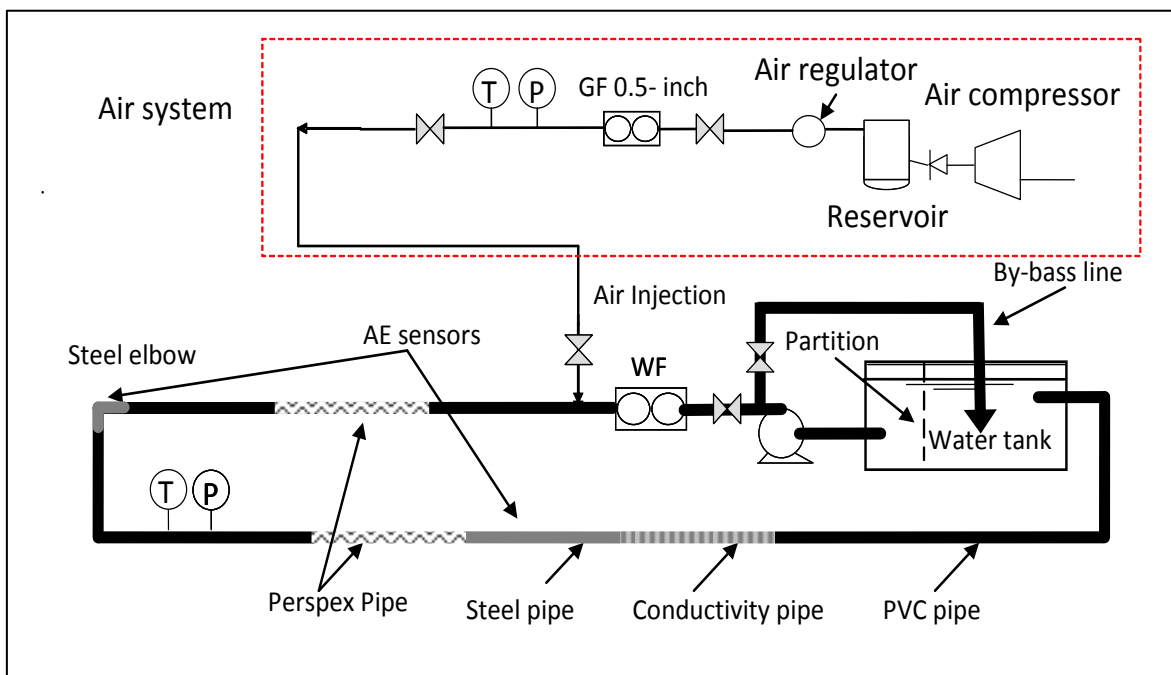 Air system
T
P
GF 0.5- inch
Air regulator
Air compressor
Reservoir
Air Injection
By-bass line
Partition
Steel elbow
AE sensors
WF
Water tank
T
P
Perspex Pipe
Steel pipe
Conductivity pipe
PVC pipe